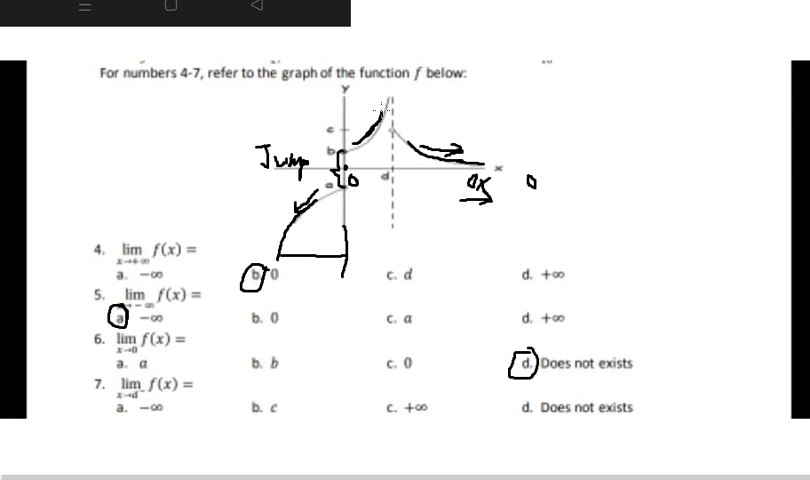 For numbers 4-7, refer to the graph of the function f below:
y
c
b
Jump
x
0
a
d
0
4. lim f(x) =
x→+∞
a. −∞ b. 0 c. d d. +∞
5. lim f(x) =
→−∞
a −∞ b. 0 c. a d. +∞
6. lim f(x) =
x→0
a. a b. b c. 0 d. Does not exists
7. lim f(x) =
x→d⁻
a. −∞ b. c c. +∞ d. Does not exists